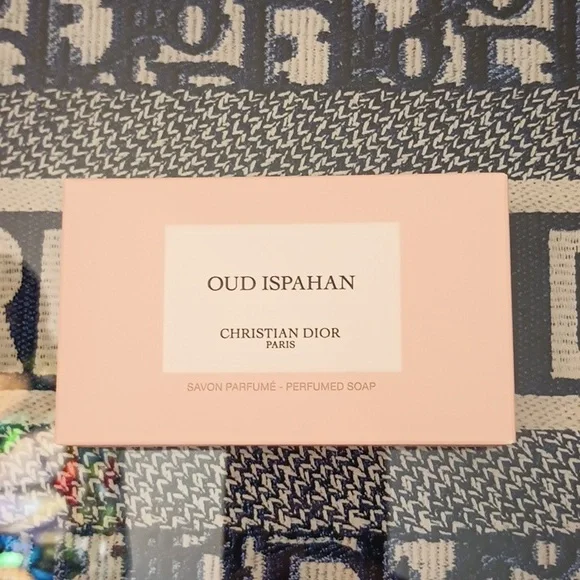 OUD ISPAHAN
CHRISTIAN DIOR
PARIS
SAVON PARFUMÉ - PERFUMED SOAP